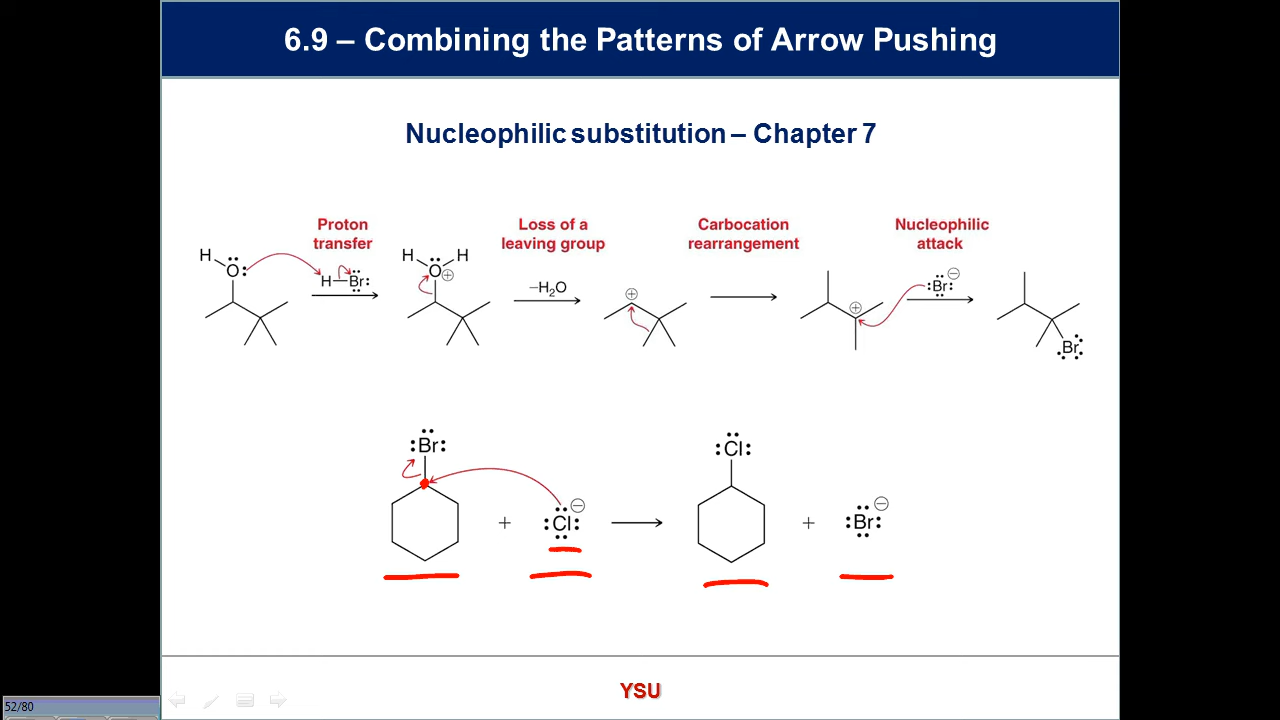 6.9 – Combining the Patterns of Arrow Pushing
Nucleophilic substitution – Chapter 7
Proton
transfer
Loss of a
leaving group
Carbocation
rearrangement
Nucleophilic
attack
H
O
H
Br
H
H
O
⊕
–H₂O
⊕
⊕
Br
⊖
Br
Br
+
Cl
⊖
Cl
+
Br
⊖
YSU
52/80